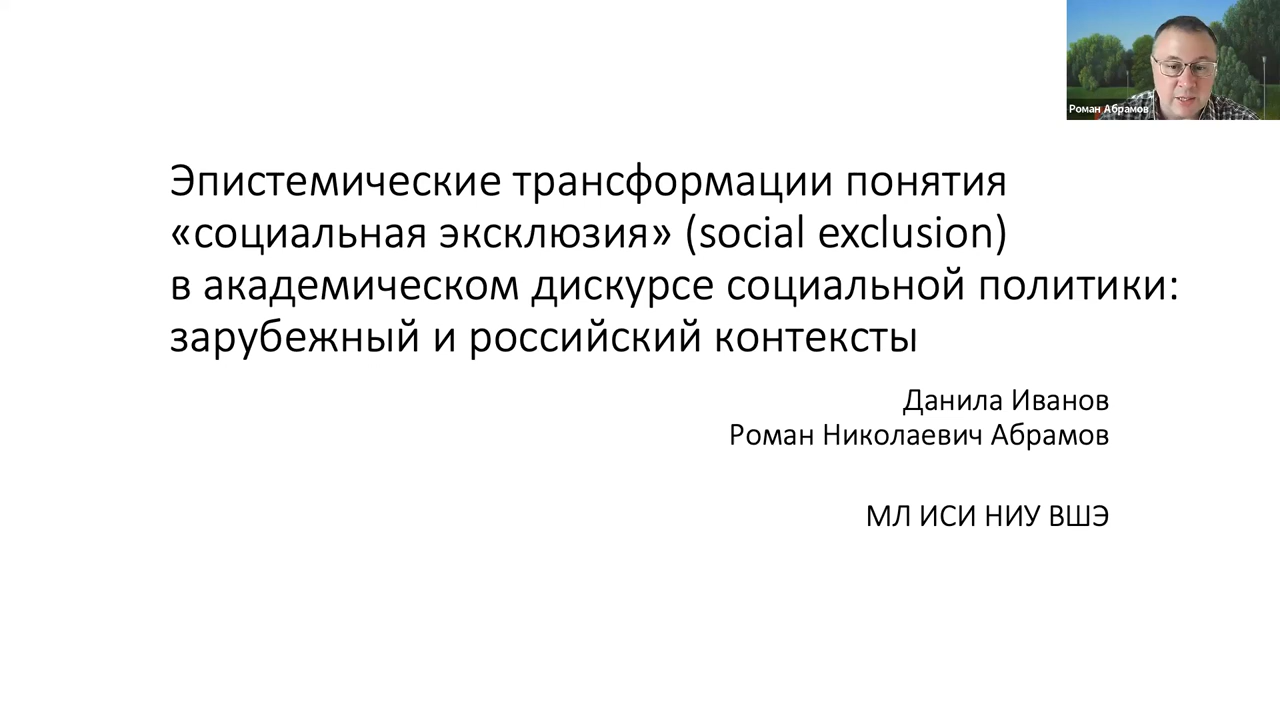 Роман Абрамов
Эпистемические трансформации понятия
«социальная эксклюзия» (social exclusion)
в академическом дискурсе социальной политики:
зарубежный и российский контексты
Данила Иванов
Роман Николаевич Абрамов
МЛ ИСИ НИУ ВШЭ